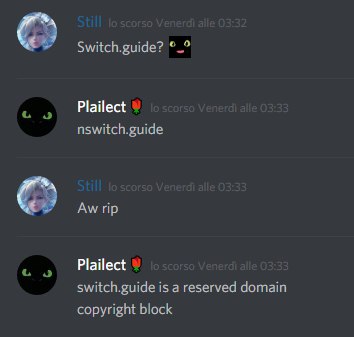 Still lo scorso Venerdì alle 03:32
Switch.guide?
Plailect lo scorso Venerdì alle 03:33
nswitch.guide
Still lo scorso Venerdì alle 03:33
Aw rip
Plailect lo scorso Venerdì alle 03:33
switch.guide is a reserved domain
copyright block